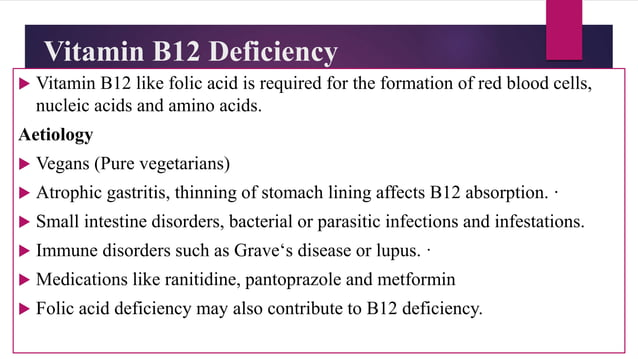 Vitamin B12 Deficiency
Vitamin B12 like folic acid is required for the formation of red blood cells,
nucleic acids and amino acids.
Aetiology
Vegans (Pure vegetarians)
Atrophic gastritis, thinning of stomach lining affects B12 absorption. ·
Small intestine disorders, bacterial or parasitic infections and infestations.
Immune disorders such as Grave‘s disease or lupus. ·
Medications like ranitidine, pantoprazole and metformin
Folic acid deficiency may also contribute to B12 deficiency.